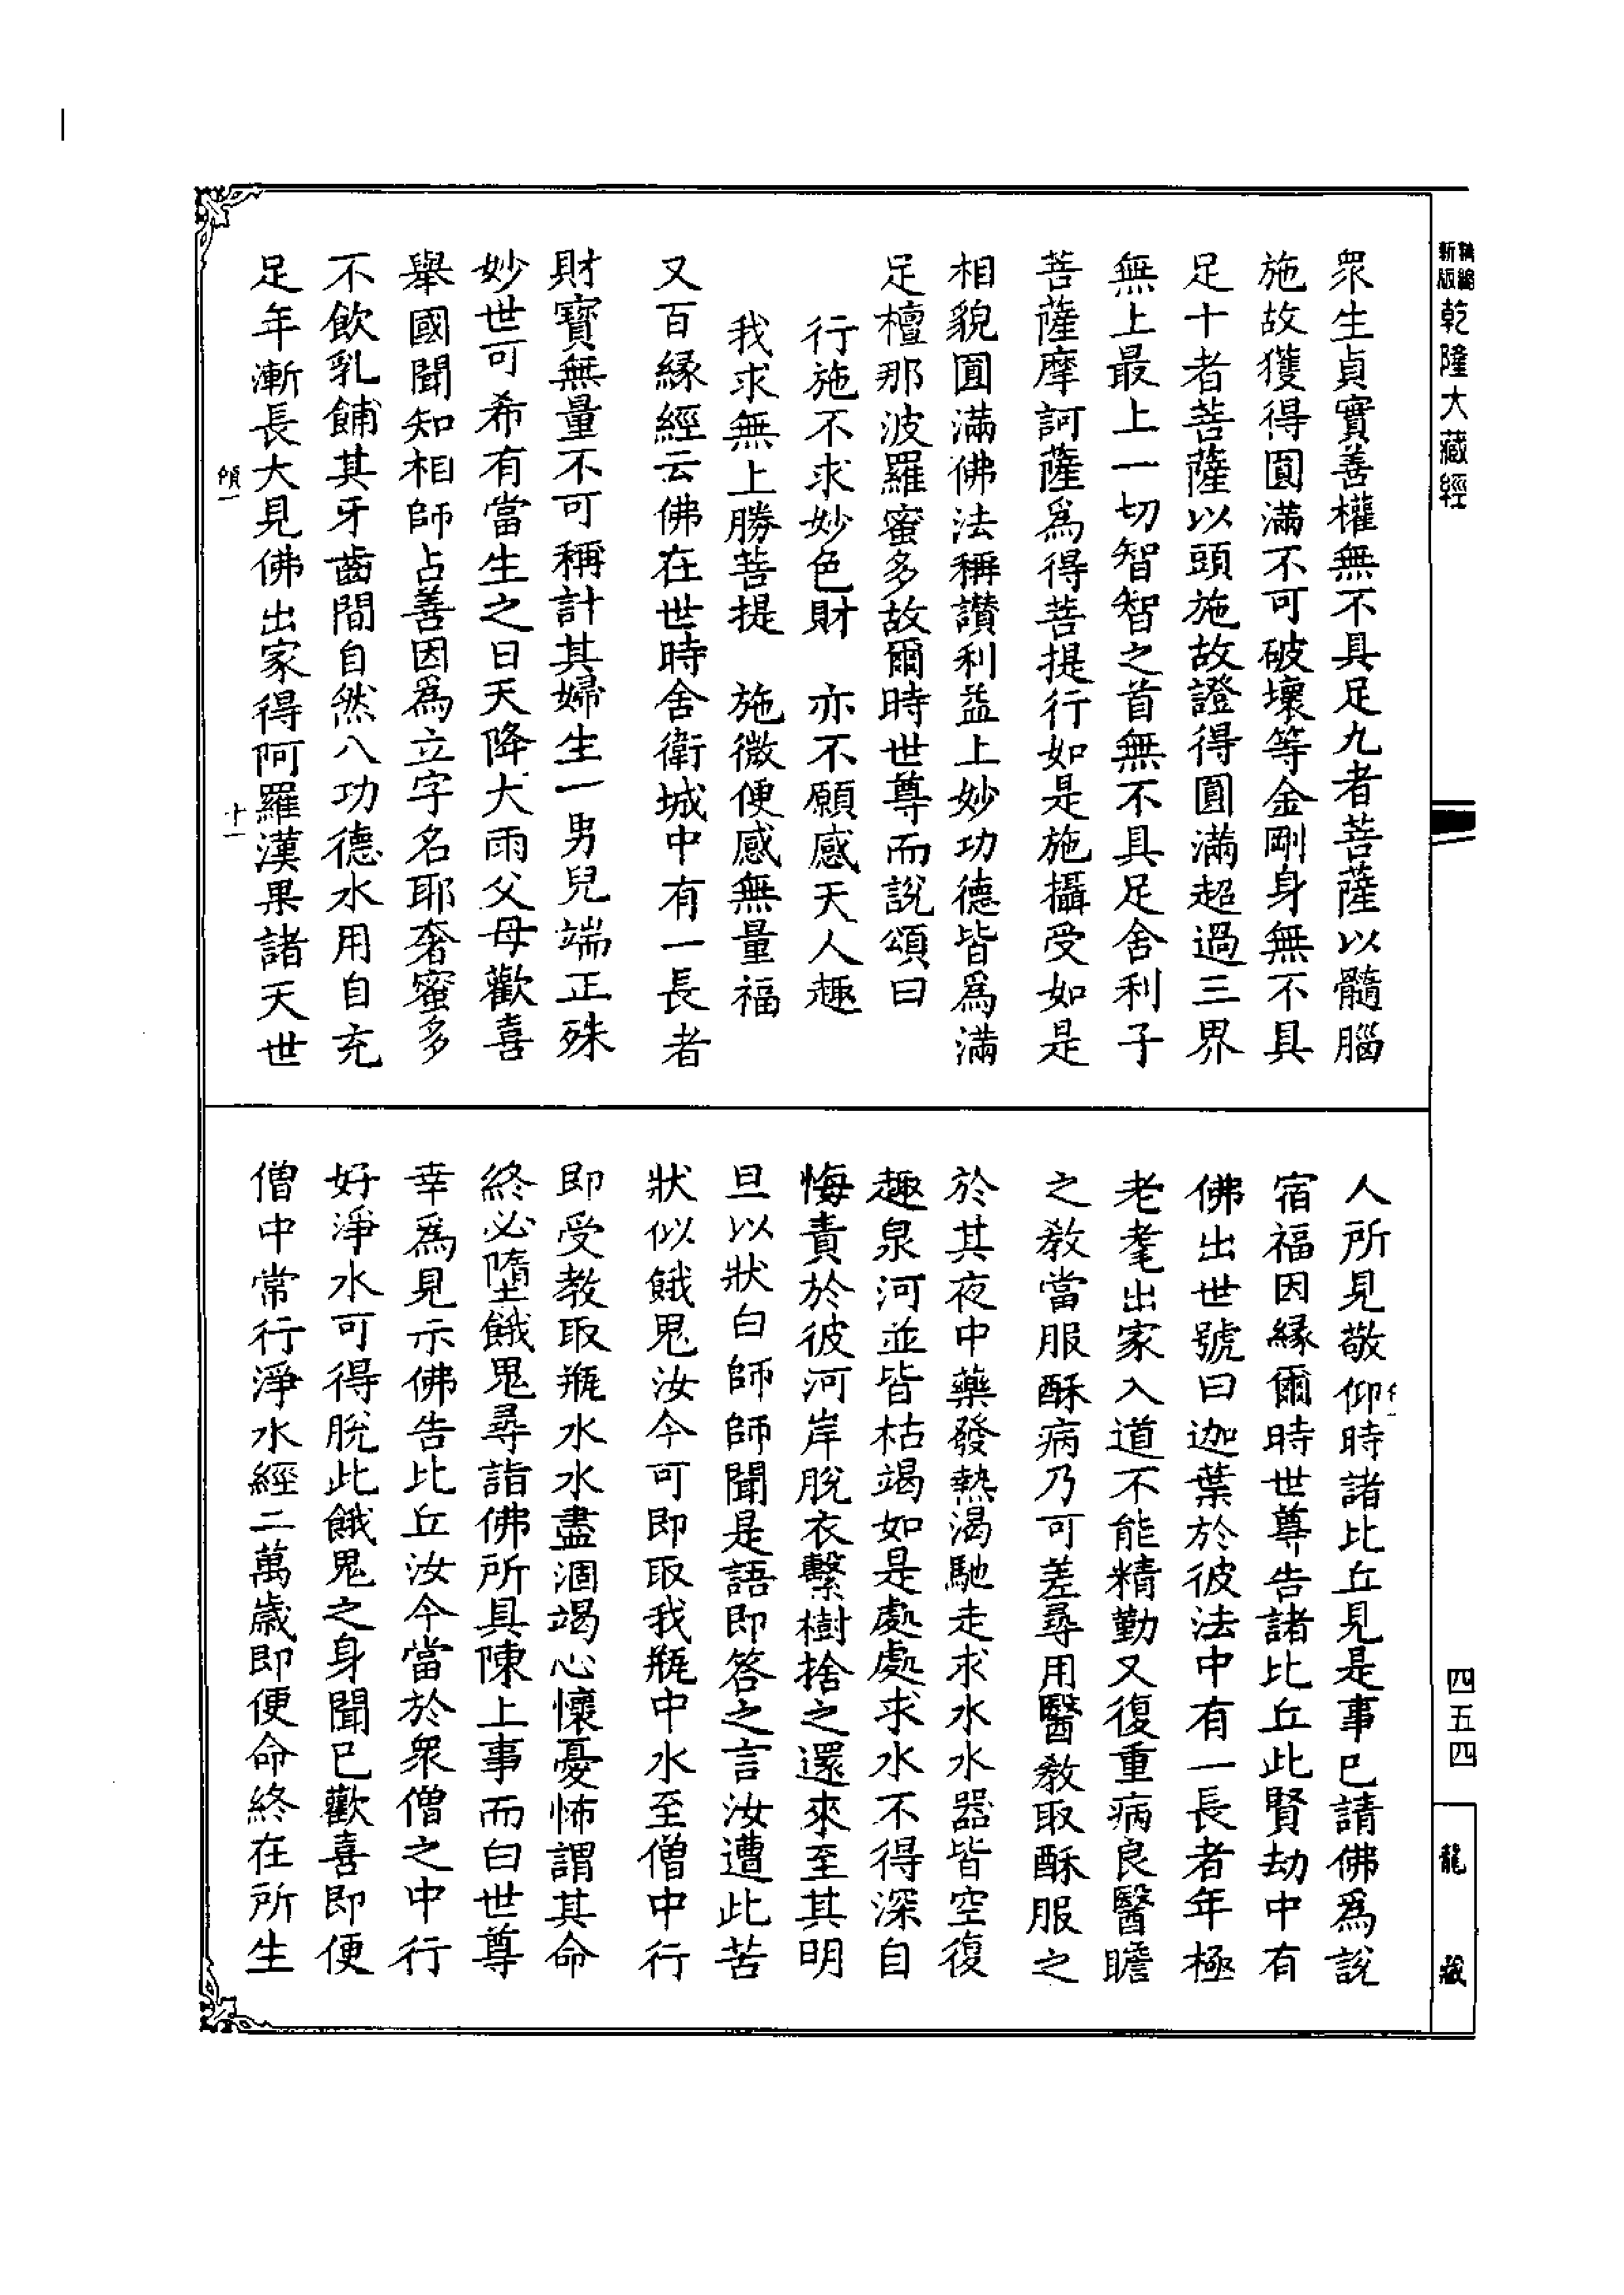 新版
精編
乾隆大藏經
四五四
龍藏
眾生貞實善權無不具足九者菩薩以髓腦
施故獲得圓滿不可破壞等金剛身無不具
足十者菩薩以頭施故證得圓滿超過三界
無上最上一切智智之首無不具足舍利子
菩薩摩訶薩爲得菩提行如是施攝受如是
相貌圓滿佛法稱讚利益上妙功德皆爲滿
足檀那波羅蜜多故爾時世尊而說頌曰
行施不求妙色財　亦不願感天人趣
我求無上勝菩提　施微便感無量福
又百緣經云佛在世時舍衛城中有一長者
財寶無量不可稱計其婦生一男兒端正殊
妙世可希有當生之日天降大雨父母歡喜
舉國聞知相師占善因爲立字名耶奢蜜多
不飲乳餔其牙齒間自然八功德水用自充
足年漸長大見佛出家得阿羅漢果諸天世
十一
人所見敬仰時諸比丘見是事已請佛爲說
宿福因緣爾時世尊告諸比丘此賢劫中有
佛出世號曰迦葉於彼法中有一長者年極
老耄出家入道不能精勤又復重病良醫瞻
之教當服酥病乃可差尋用醫教取酥服之
於其夜中藥發熱渴馳走求水水器皆空復
趣泉河並皆枯竭如是處處求水不得深自
悔責於彼河岸脫衣繫樹捨之還來至其明
旦以狀白師師聞是語即答之言汝遭此苦
狀似餓鬼汝今可即取我瓶中水至僧中行
即受教取瓶水水盡涸竭心懷憂怖謂其命
終必墮餓鬼尋詣佛所具陳上事而白世尊
幸爲見示佛告比丘汝今當於眾僧之中行
好淨水可得脫此餓鬼之身聞已歡喜即便
僧中常行淨水經二萬歲即便命終在所生